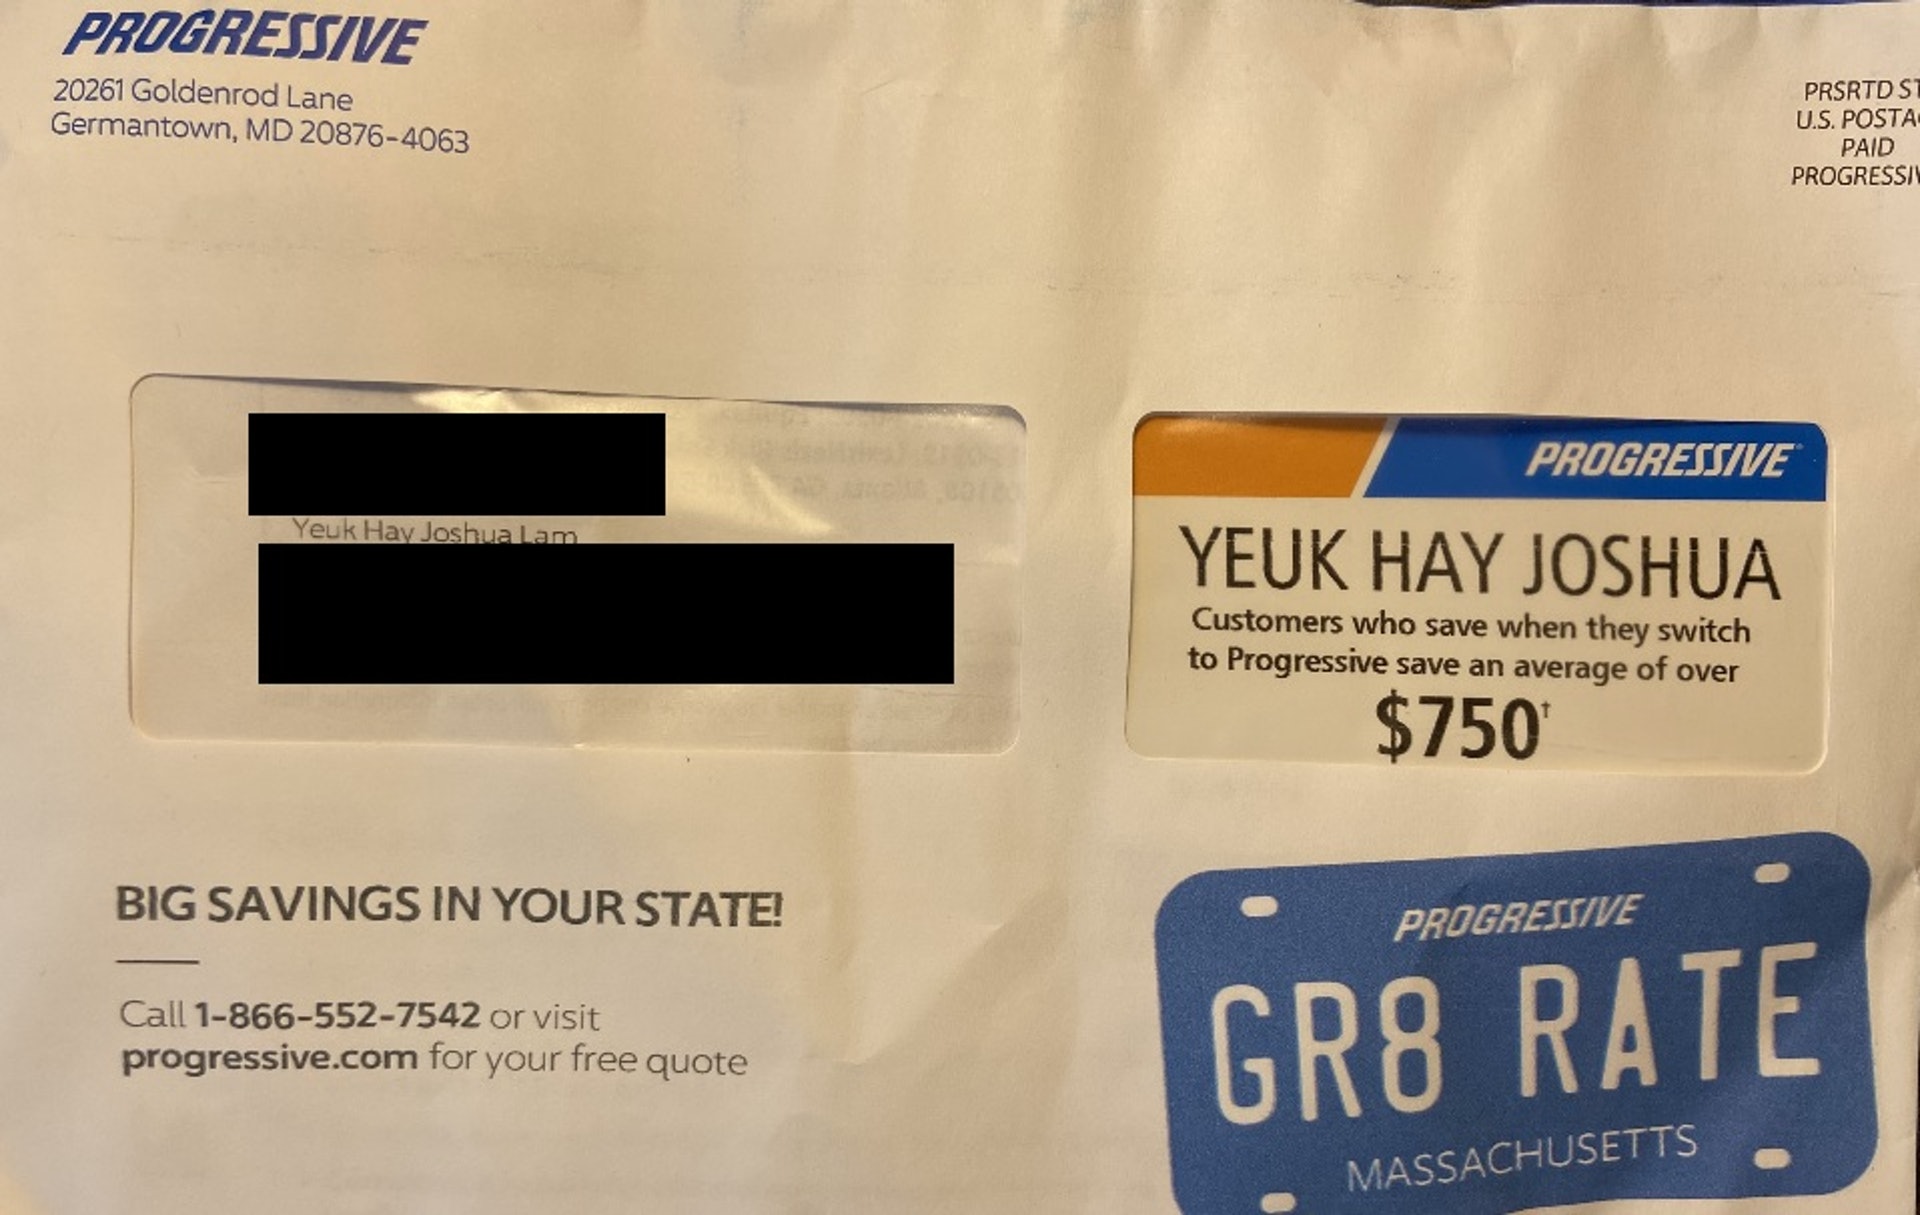 PROGRESSIVE
20261 Goldenrod Lane
Germantown, MD 20876-4063
PRSRTD ST
U.S. POSTA
PAID
PROGRESSIV
Yeuk Hay Joshua Lam
PROGRESSIVE
YEUK HAY JOSHUA
Customers who save when they switch
to Progressive save an average of over
$750†
BIG SAVINGS IN YOUR STATE!
Call 1-866-552-7542 or visit
progressive.com for your free quote
PROGRESSIVE
GR8 RATE
MASSACHUSETTS